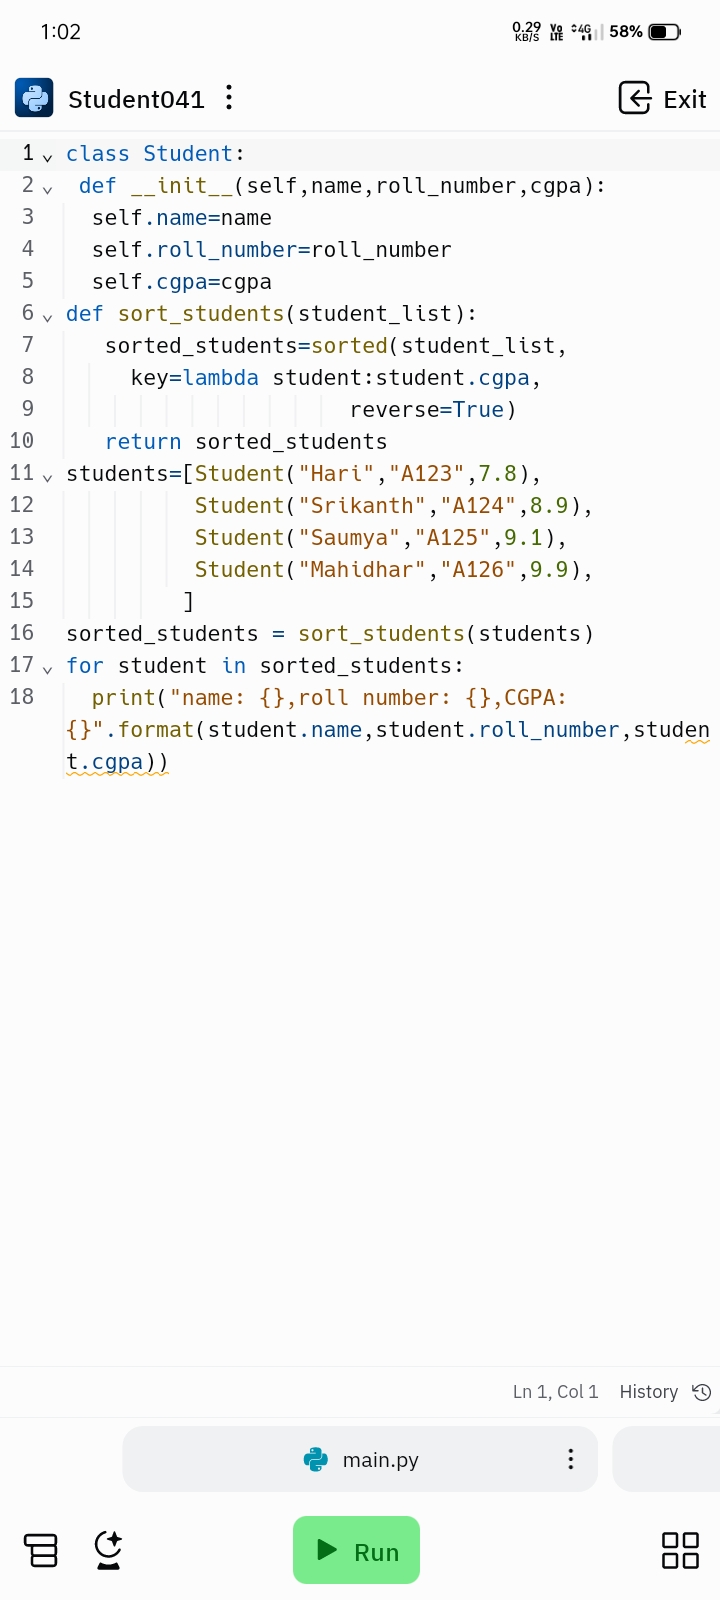 1:02
0.29 KB/S Vo LTE 4G 58%
Student041
Exit
1 class Student:
2  def __init__(self,name,roll_number,cgpa):
3   self.name=name
4   self.roll_number=roll_number
5   self.cgpa=cgpa
6 def sort_students(student_list):
7    sorted_students=sorted(student_list,
8      key=lambda student:student.cgpa,
9                       reverse=True)
10    return sorted_students
11 students=[Student("Hari","A123",7.8),
12           Student("Srikanth","A124",8.9),
13           Student("Saumya","A125",9.1),
14           Student("Mahidhar","A126",9.9),
15          ]
16 sorted_students = sort_students(students)
17 for student in sorted_students:
18   print("name: {},roll number: {},CGPA:
{}".format(student.name,student.roll_number,studen
t.cgpa))
Ln 1, Col 1 History
main.py
Run